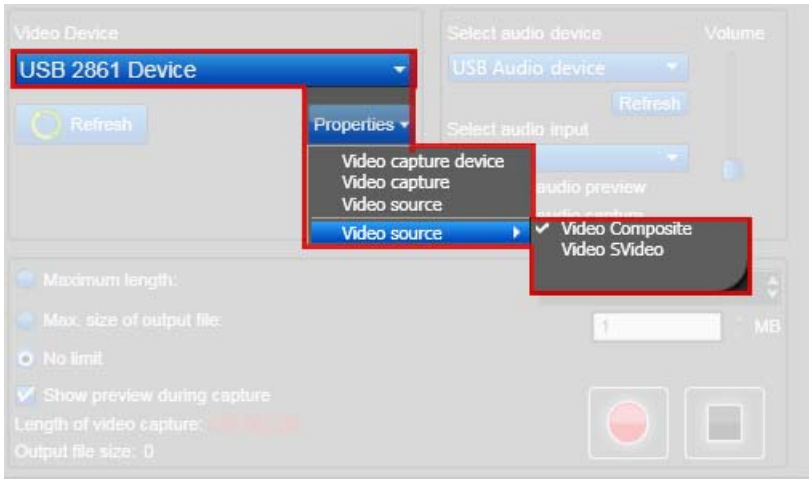 Video Device
USB 2861 Device
Refresh
Properties
Video capture device
Video capture
Video source
Video source
Video Composite
Video SVideo
Select audio device
Volume
USB Audio device
Refresh
Select audio input
audio preview
audio capture
Maximum length:
Max. size of output file:
1
MB
No limit
Show preview during capture
Length of video capture:
Output file size: 0